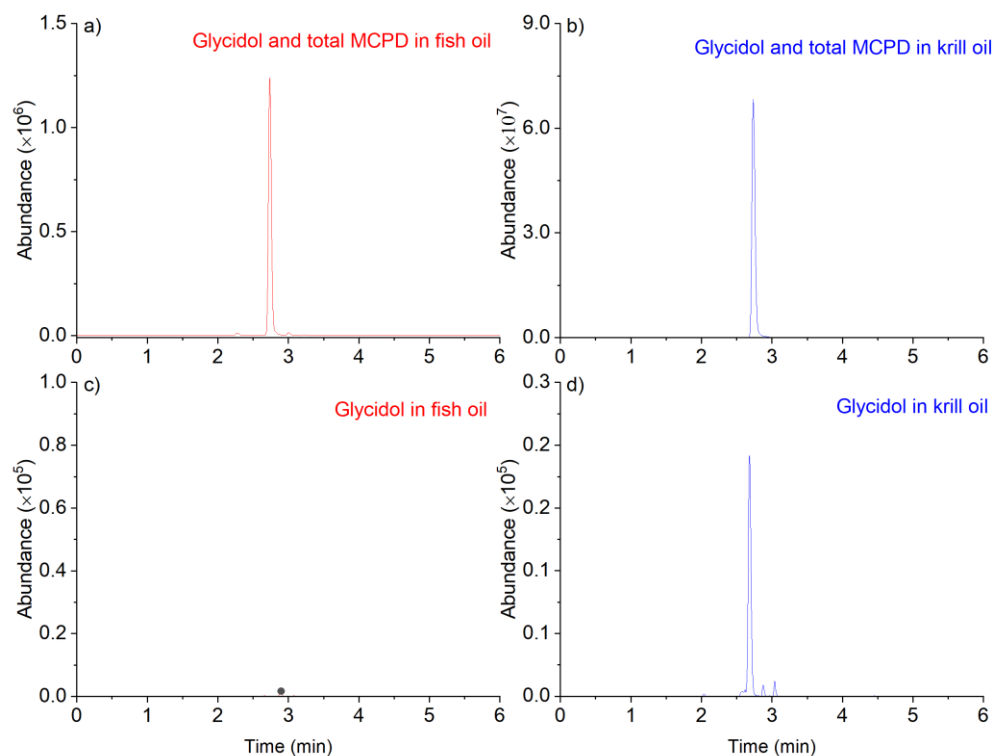 a)
Glycidol and total MCPD in fish oil
1.5
1.0
0.5
0.0
Abundance (×10⁶)
0 1 2 3 4 5 6
b)
Glycidol and total MCPD in krill oil
9.0
6.0
3.0
0.0
Abundance (×10⁷)
0 1 2 3 4 5 6
c)
Glycidol in fish oil
1.0
0.8
0.6
0.4
0.2
0.0
Abundance (×10⁵)
0 1 2 3 4 5 6
Time (min)
d)
Glycidol in krill oil
0.3
0.2
0.2
0.1
0.1
0.0
Abundance (×10⁵)
0 1 2 3 4 5 6
Time (min)